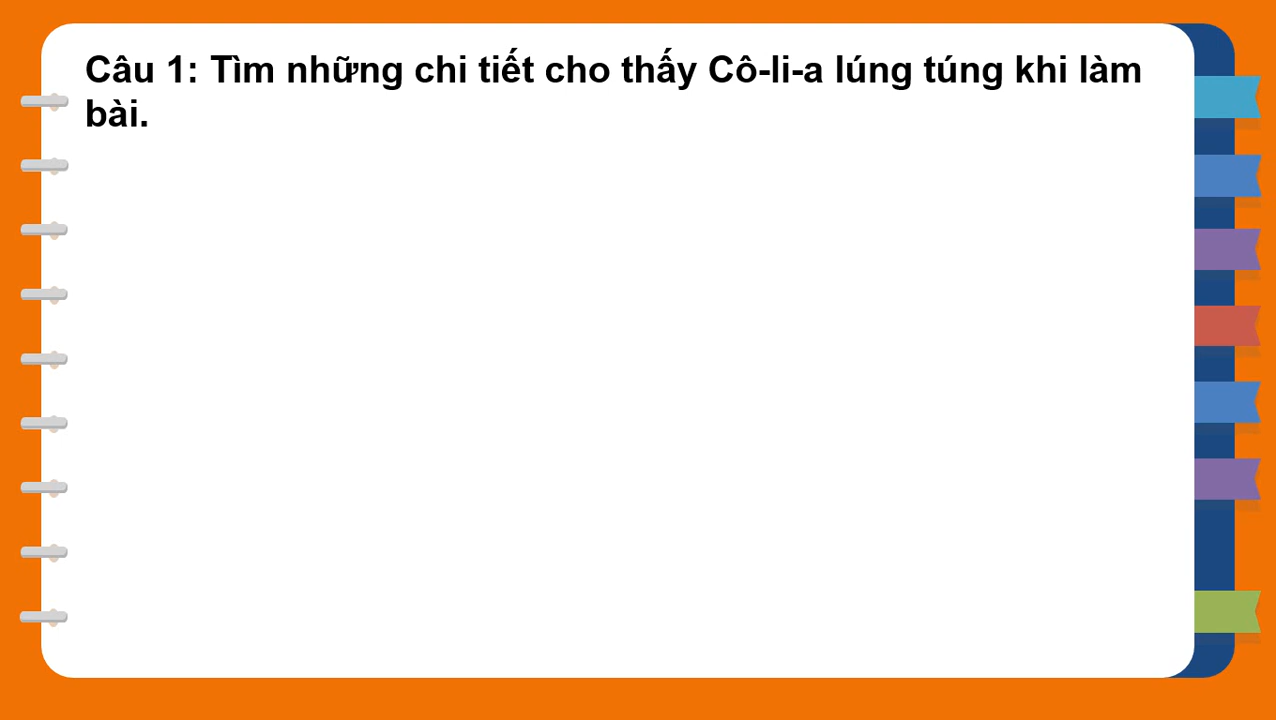 Câu 1: Tìm những chi tiết cho thấy Cô-li-a lúng túng khi làm
bài.